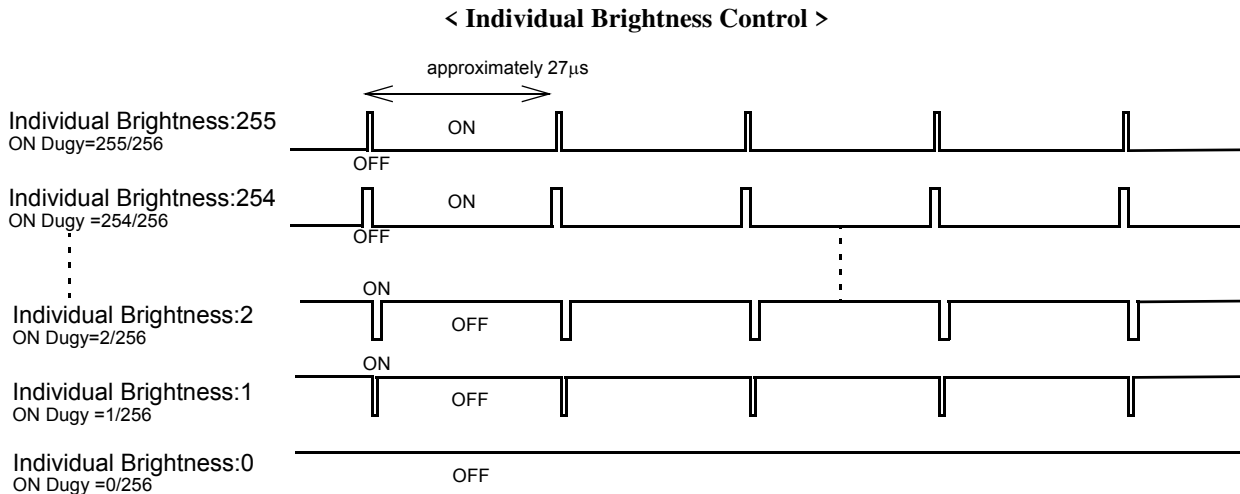 < Individual Brightness Control >
approximately 27μs
Individual Brightness:255
ON
ON Dugy=255/256
OFF
Individual Brightness:254
ON
ON Dugy =254/256
OFF
ON
Individual Brightness:2
OFF
ON Dugy=2/256
ON
Individual Brightness:1
OFF
ON Dugy =1/256
Individual Brightness:0
OFF
ON Dugy =0/256